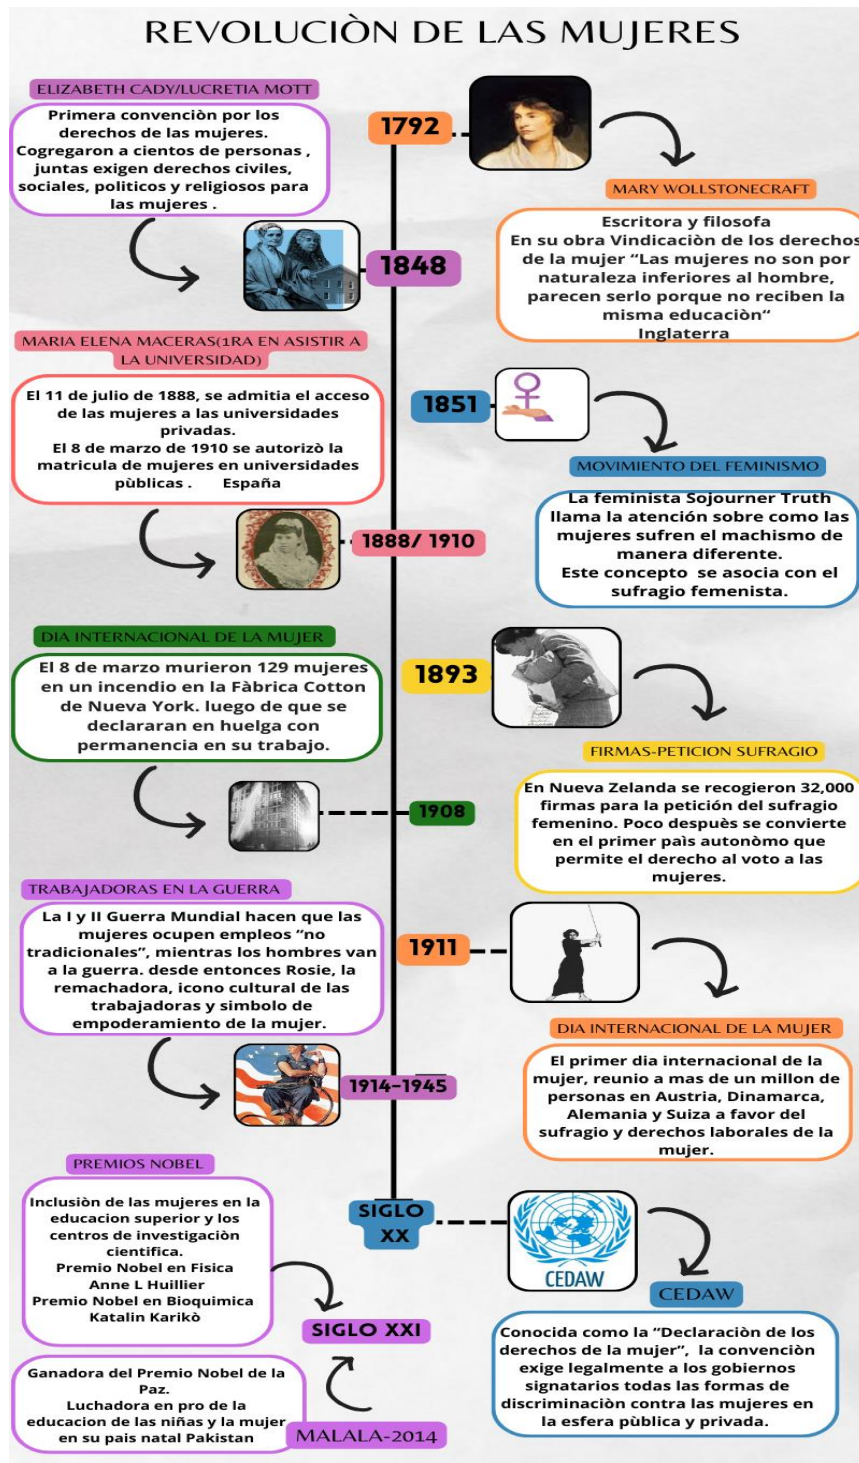 REVOLUCIÒN DE LAS MUJERES
1792
MARY WOLLSTONECRAFT
Escritora y filosofa
En su obra Vindicaciòn de los derechos
de la mujer “Las mujeres no son por
naturaleza inferiores al hombre,
parecen serlo porque no reciben la
misma educaciòn“
Inglaterra
ELIZABETH CADY/LUCRETIA MOTT
Primera convenciòn por los
derechos de las mujeres.
Cogregaron a cientos de personas ,
juntas exigen derechos civiles,
sociales, politicos y religiosos para
las mujeres .
1848
1851
MOVIMIENTO DEL FEMINISMO
La feminista Sojourner Truth
llama la atención sobre como las
mujeres sufren el machismo de
manera diferente.
Este concepto se asocia con el
sufragio femenista.
MARIA ELENA MACERAS(1RA EN ASISTIR A
LA UNIVERSIDAD)
El 11 de julio de 1888, se admitia el acceso
de las mujeres a las universidades
privadas.
El 8 de marzo de 1910 se autorizò la
matricula de mujeres en universidades
pùblicas . España
1888/ 1910
1893
FIRMAS-PETICION SUFRAGIO
En Nueva Zelanda se recogieron 32,000
firmas para la petición del sufragio
femenino. Poco despuès se convierte
en el primer paìs autonòmo que
permite el derecho al voto a las
mujeres.
DIA INTERNACIONAL DE LA MUJER
El 8 de marzo murieron 129 mujeres
en un incendio en la Fàbrica Cotton
de Nueva York. luego de que se
declararan en huelga con
permanencia en su trabajo.
1908
1911
DIA INTERNACIONAL DE LA MUJER
El primer dia internacional de la
mujer, reunio a mas de un millon de
personas en Austria, Dinamarca,
Alemania y Suiza a favor del
sufragio y derechos laborales de la
mujer.
TRABAJADORAS EN LA GUERRA
La I y II Guerra Mundial hacen que las
mujeres ocupen empleos “no
tradicionales”, mientras los hombres van
a la guerra. desde entonces Rosie, la
remachadora, icono cultural de las
trabajadoras y simbolo de
empoderamiento de la mujer.
1914-1945
SIGLO
XX
CEDAW
CEDAW
Conocida como la “Declaraciòn de los
derechos de la mujer”, la convenciòn
exige legalmente a los gobiernos
signatarios todas las formas de
discriminaciòn contra las mujeres en
la esfera pùblica y privada.
PREMIOS NOBEL
Inclusiòn de las mujeres en la
educacion superior y los
centros de investigaciòn
cientifica.
Premio Nobel en Fisica
Anne L Huillier
Premio Nobel en Bioquimica
Katalin Karikò
SIGLO XXI
Ganadora del Premio Nobel de la
Paz.
Luchadora en pro de la
educacion de las niñas y la mujer
en su pais natal Pakistan
MALALA-2014